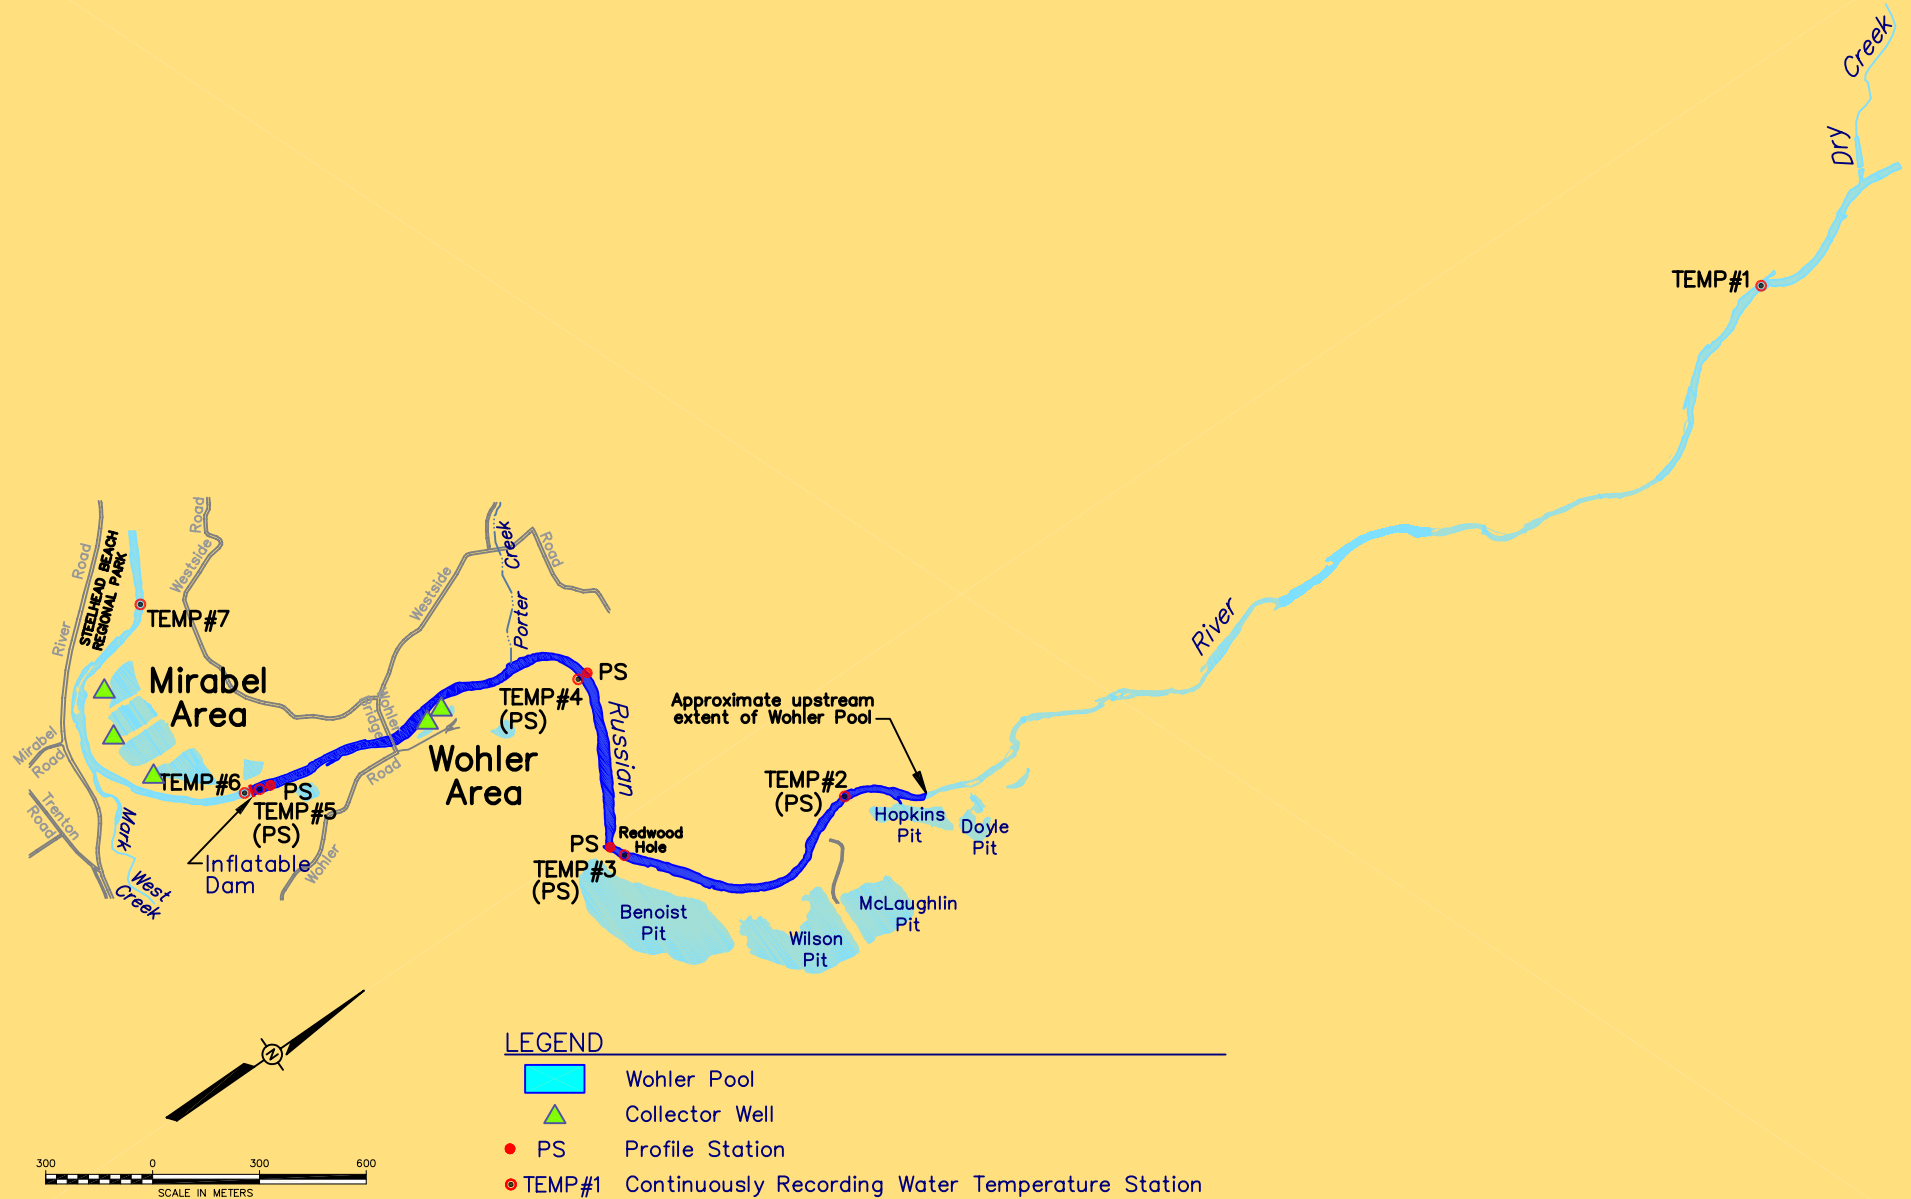 Creek
Dry
TEMP#1
River
Road
Westside
Road
River
STEELHEAD BEACH
REGIONAL PARK
TEMP#7
Mirabel
Area
Creek
Porter
Westside
Road
Wohler
Bridge
PS
TEMP#4
(PS)
Russian
Approximate upstream
extent of Wohler Pool
Wohler
Area
Road
Wohler
Mirabel
Road
Trenton
Road
TEMP#6
PS
TEMP#5
(PS)
Inflatable
Dam
Mark
West
Creek
TEMP#2
(PS)
Hopkins
Pit
Doyle
Pit
PS
Redwood
Hole
TEMP#3
(PS)
Benoist
Pit
Wilson
Pit
McLaughlin
Pit
N
LEGEND
Wohler Pool
Collector Well
PS Profile Station
TEMP#1 Continuously Recording Water Temperature Station
300 0 300 600
SCALE IN METERS